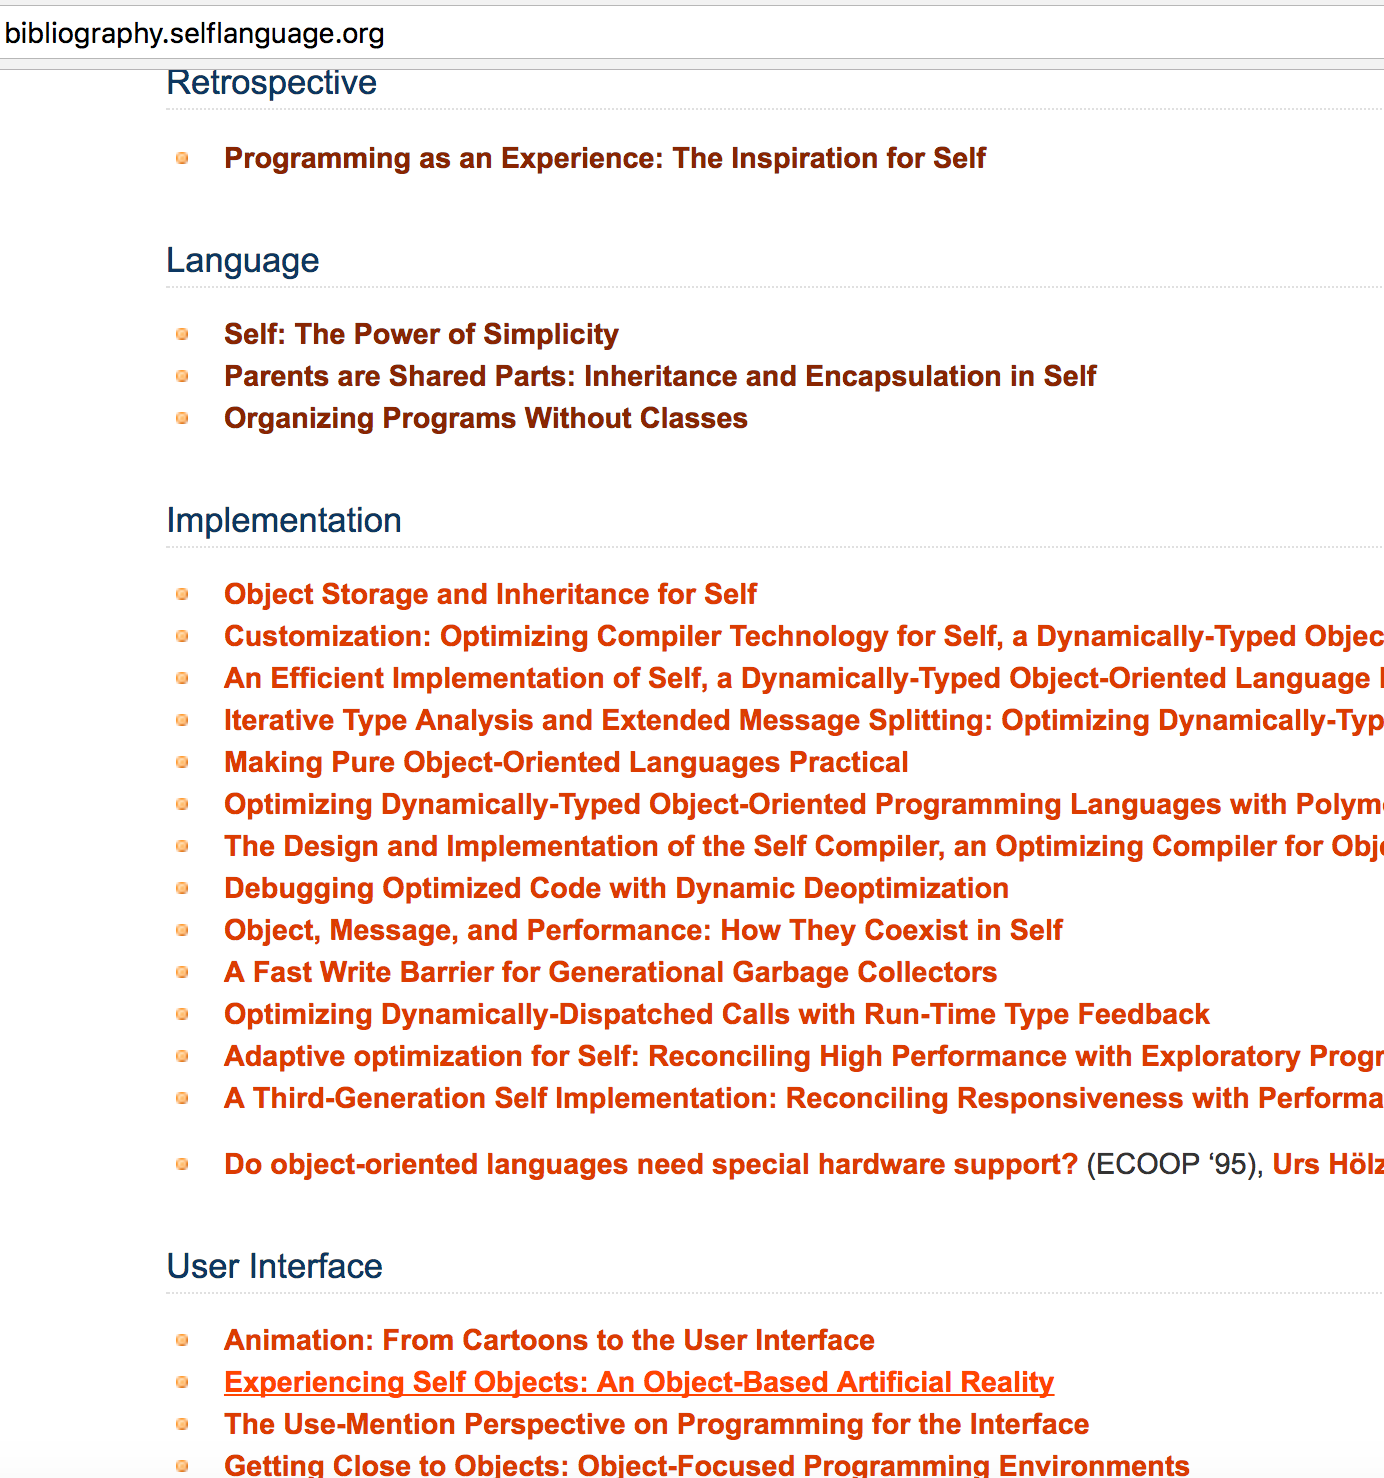 bibliography.selflanguage.org
Retrospective
Programming as an Experience: The Inspiration for Self
Language
Self: The Power of Simplicity
Parents are Shared Parts: Inheritance and Encapsulation in Self
Organizing Programs Without Classes
Implementation
Object Storage and Inheritance for Self
Customization: Optimizing Compiler Technology for Self, a Dynamically-Typed Objec
An Efficient Implementation of Self, a Dynamically-Typed Object-Oriented Language
Iterative Type Analysis and Extended Message Splitting: Optimizing Dynamically-Typ
Making Pure Object-Oriented Languages Practical
Optimizing Dynamically-Typed Object-Oriented Programming Languages with Polym
The Design and Implementation of the Self Compiler, an Optimizing Compiler for Obj
Debugging Optimized Code with Dynamic Deoptimization
Object, Message, and Performance: How They Coexist in Self
A Fast Write Barrier for Generational Garbage Collectors
Optimizing Dynamically-Dispatched Calls with Run-Time Type Feedback
Adaptive optimization for Self: Reconciling High Performance with Exploratory Progr
A Third-Generation Self Implementation: Reconciling Responsiveness with Performa
Do object-oriented languages need special hardware support? (ECOOP ‘95), Urs Hölz
User Interface
Animation: From Cartoons to the User Interface
Experiencing Self Objects: An Object-Based Artificial Reality
The Use-Mention Perspective on Programming for the Interface
Getting Close to Objects: Object-Focused Programming Environments